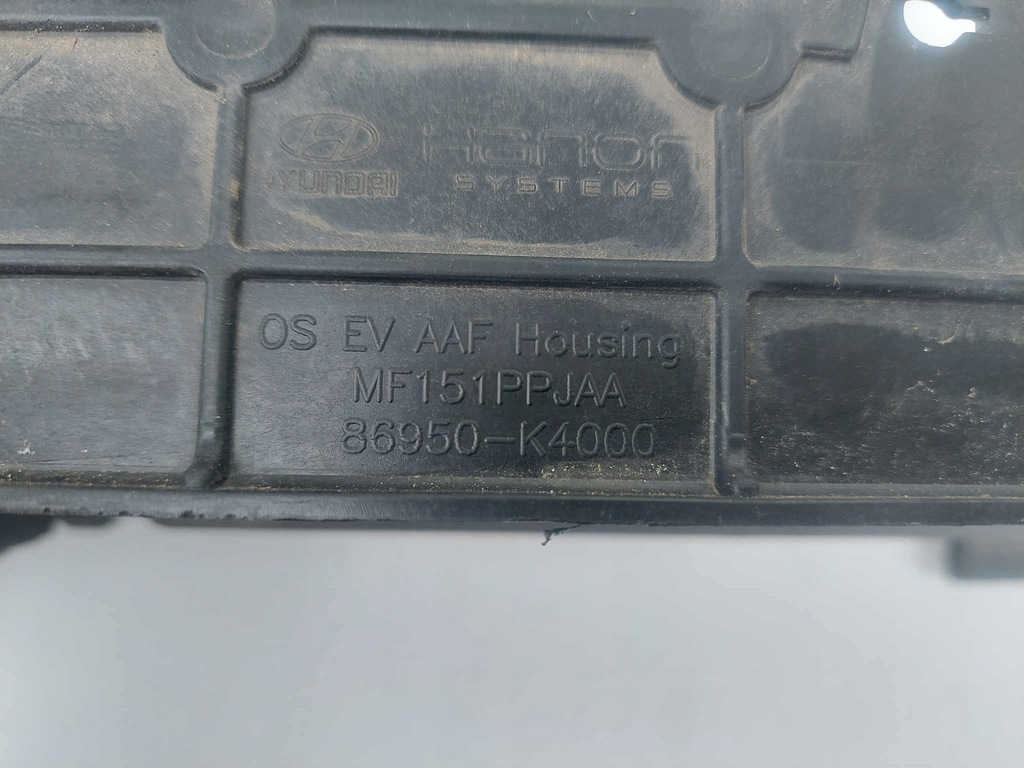 HYUNDAI
Hanon
SYSTEMS
OS EV AAF Housing
MF151PPJAA
86950-K4000